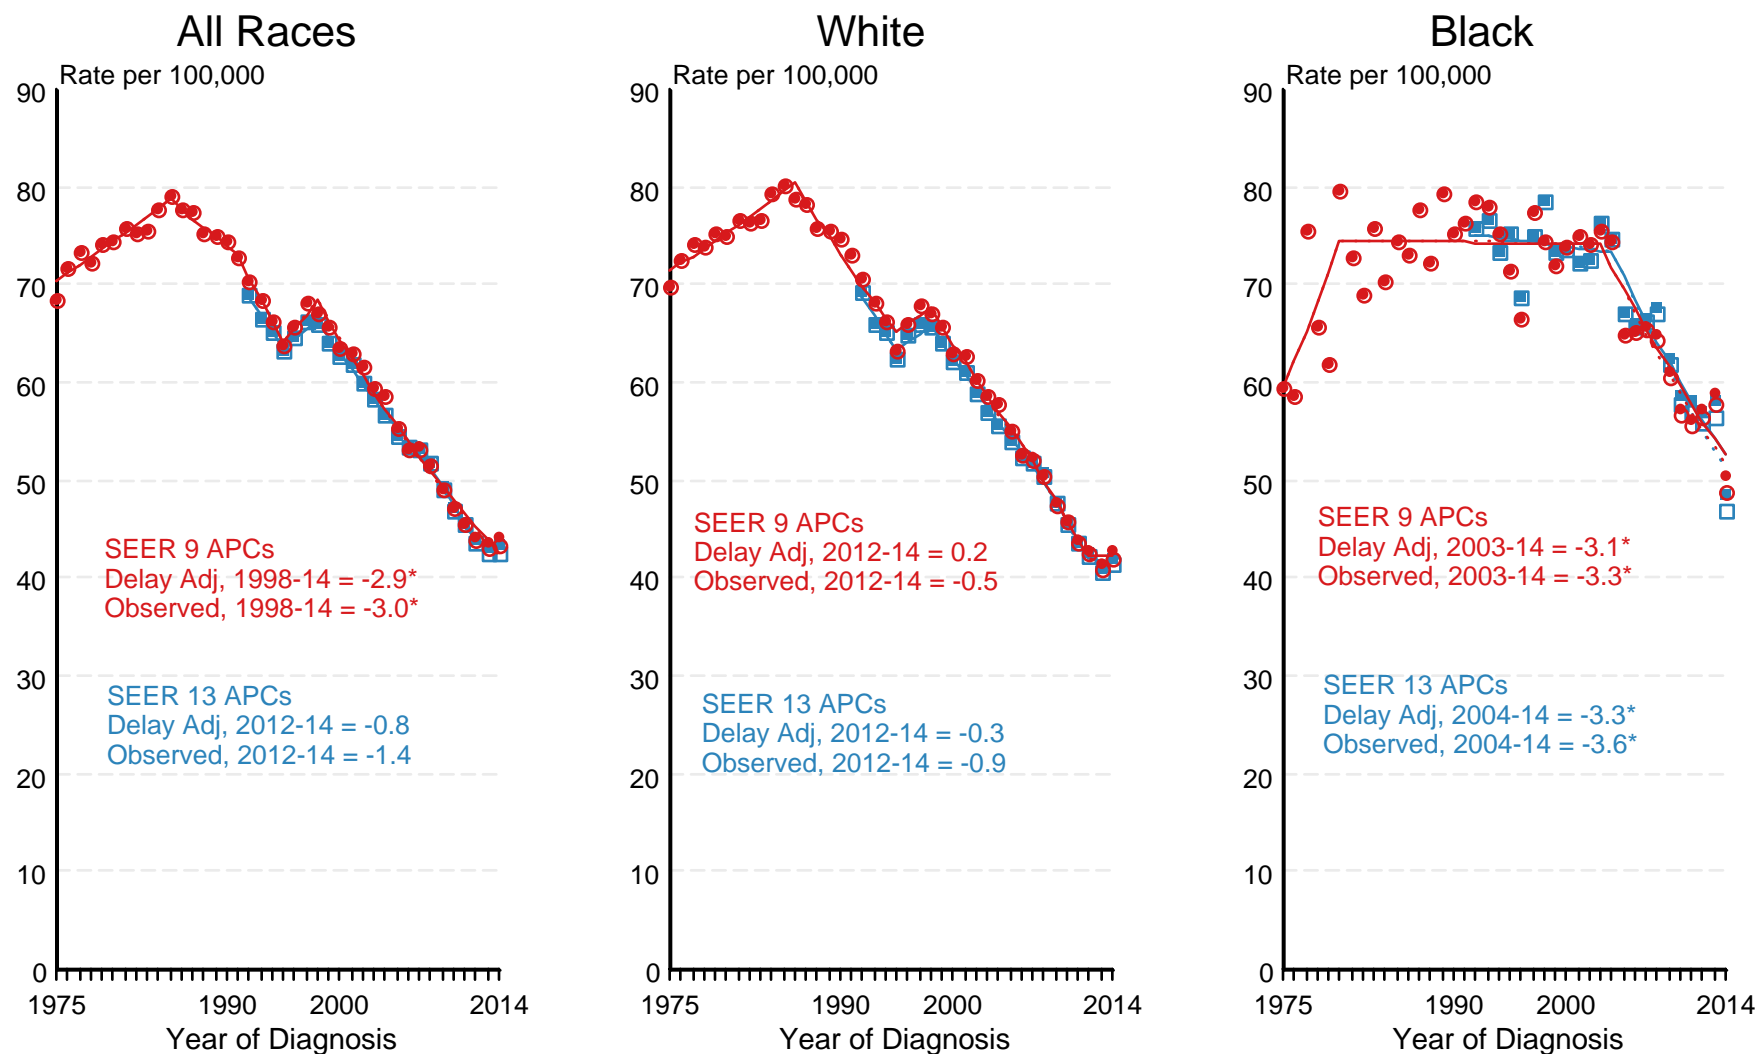 All Races
Rate per 100,000
90
80
70
60
50
40
30
20
10
0
SEER 9 APCs
Delay Adj, 1998-14 = -2.9*
Observed, 1998-14 = -3.0*
SEER 13 APCs
Delay Adj, 2012-14 = -0.8
Observed, 2012-14 = -1.4
1975 1990 2000 2014
Year of Diagnosis
White
Rate per 100,000
90
80
70
60
50
40
30
20
10
0
SEER 9 APCs
Delay Adj, 2012-14 = 0.2
Observed, 2012-14 = -0.5
SEER 13 APCs
Delay Adj, 2012-14 = -0.3
Observed, 2012-14 = -0.9
1975 1990 2000 2014
Year of Diagnosis
Black
Rate per 100,000
90
80
70
60
50
40
30
20
10
0
SEER 9 APCs
Delay Adj, 2003-14 = -3.1*
Observed, 2003-14 = -3.3*
SEER 13 APCs
Delay Adj, 2004-14 = -3.3*
Observed, 2004-14 = -3.6*
1975 1990 2000 2014
Year of Diagnosis